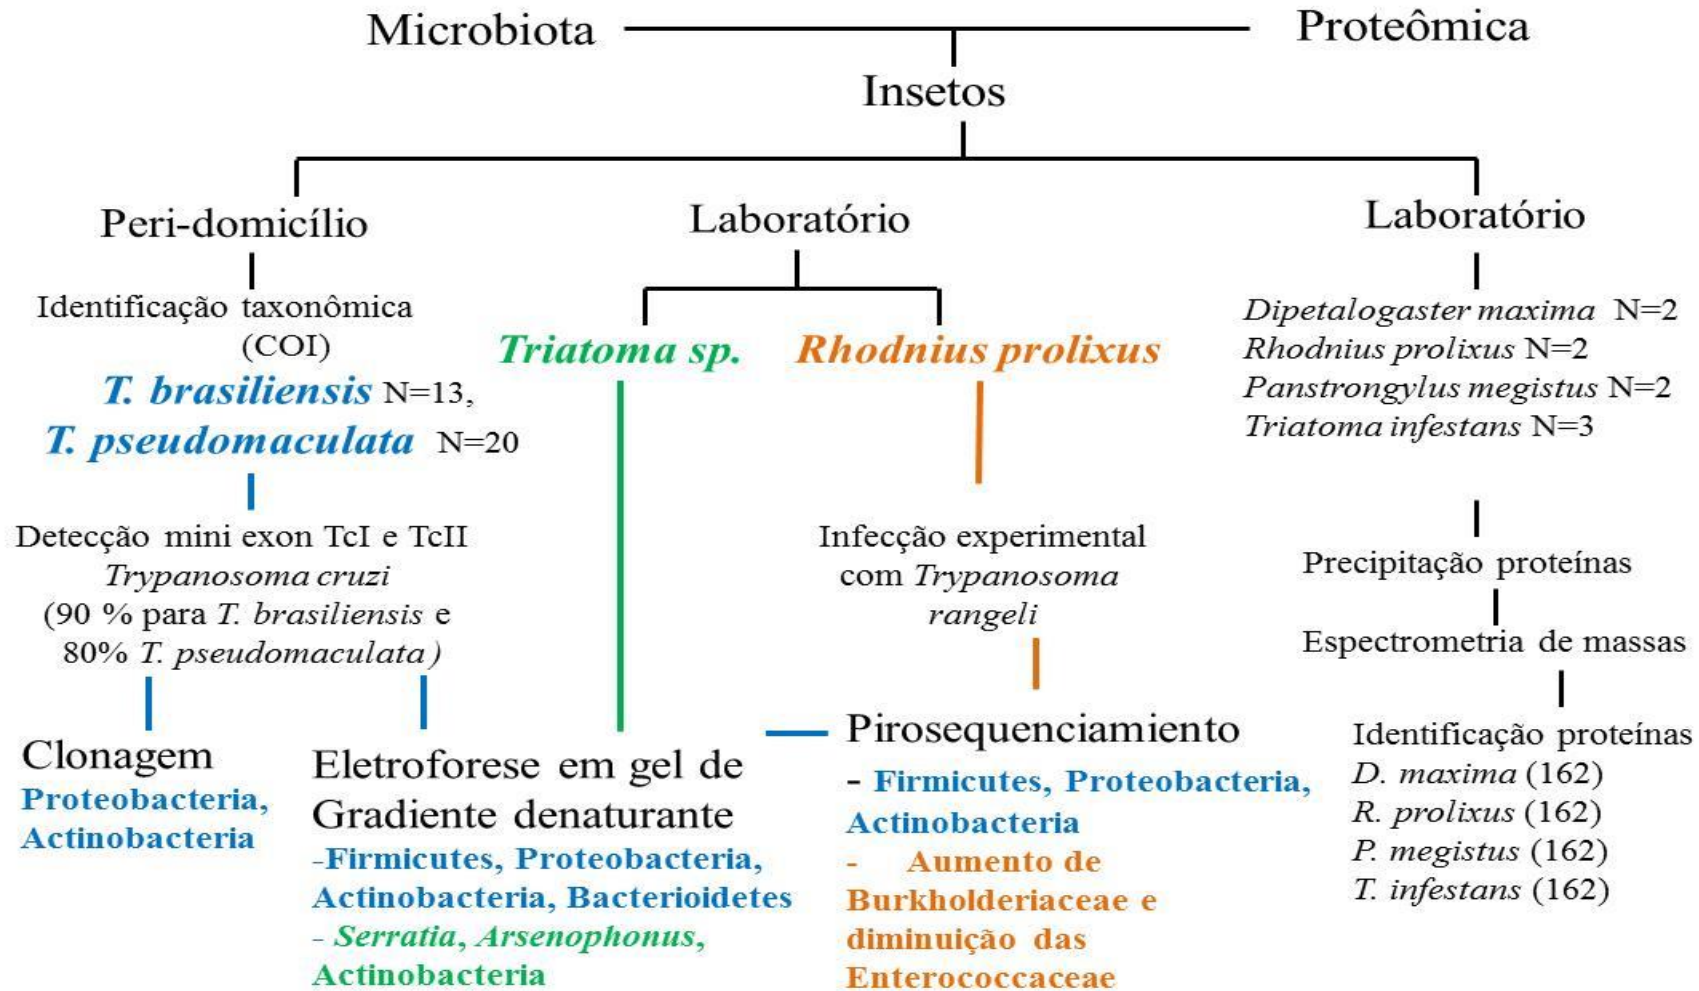 Microbiota
Proteômica
Insetos
Peri-domicílio
Identificação taxonômica
(COI)
T. brasiliensis N=13,
T. pseudomaculata N=20
Detecção mini exon TcI e TcII
Trypanosoma cruzi
(90 % para T. brasiliensis e
80% T. pseudomaculata)
Clonagem
Proteobacteria,
Actinobacteria
Laboratório
Triatoma sp.
Rhodnius prolixus
Eletroforese em gel de
Gradiente denaturante
-Firmicutes, Proteobacteria,
Actinobacteria, Bacterioidetes
- Serratia, Arsenophonus,
Actinobacteria
Infecção experimental
com Trypanosoma
rangeli
Pirosequenciamiento
- Firmicutes, Proteobacteria,
Actinobacteria
- Aumento de
Burkholderiaceae e
diminuição das
Enterococcaceae
Laboratório
Dipetalogaster maxima N=2
Rhodnius prolixus N=2
Panstrongylus megistus N=2
Triatoma infestans N=3
Precipitação proteínas
Espectrometria de massas
Identificação proteínas
D. maxima (162)
R. prolixus (162)
P. megistus (162)
T. infestans (162)